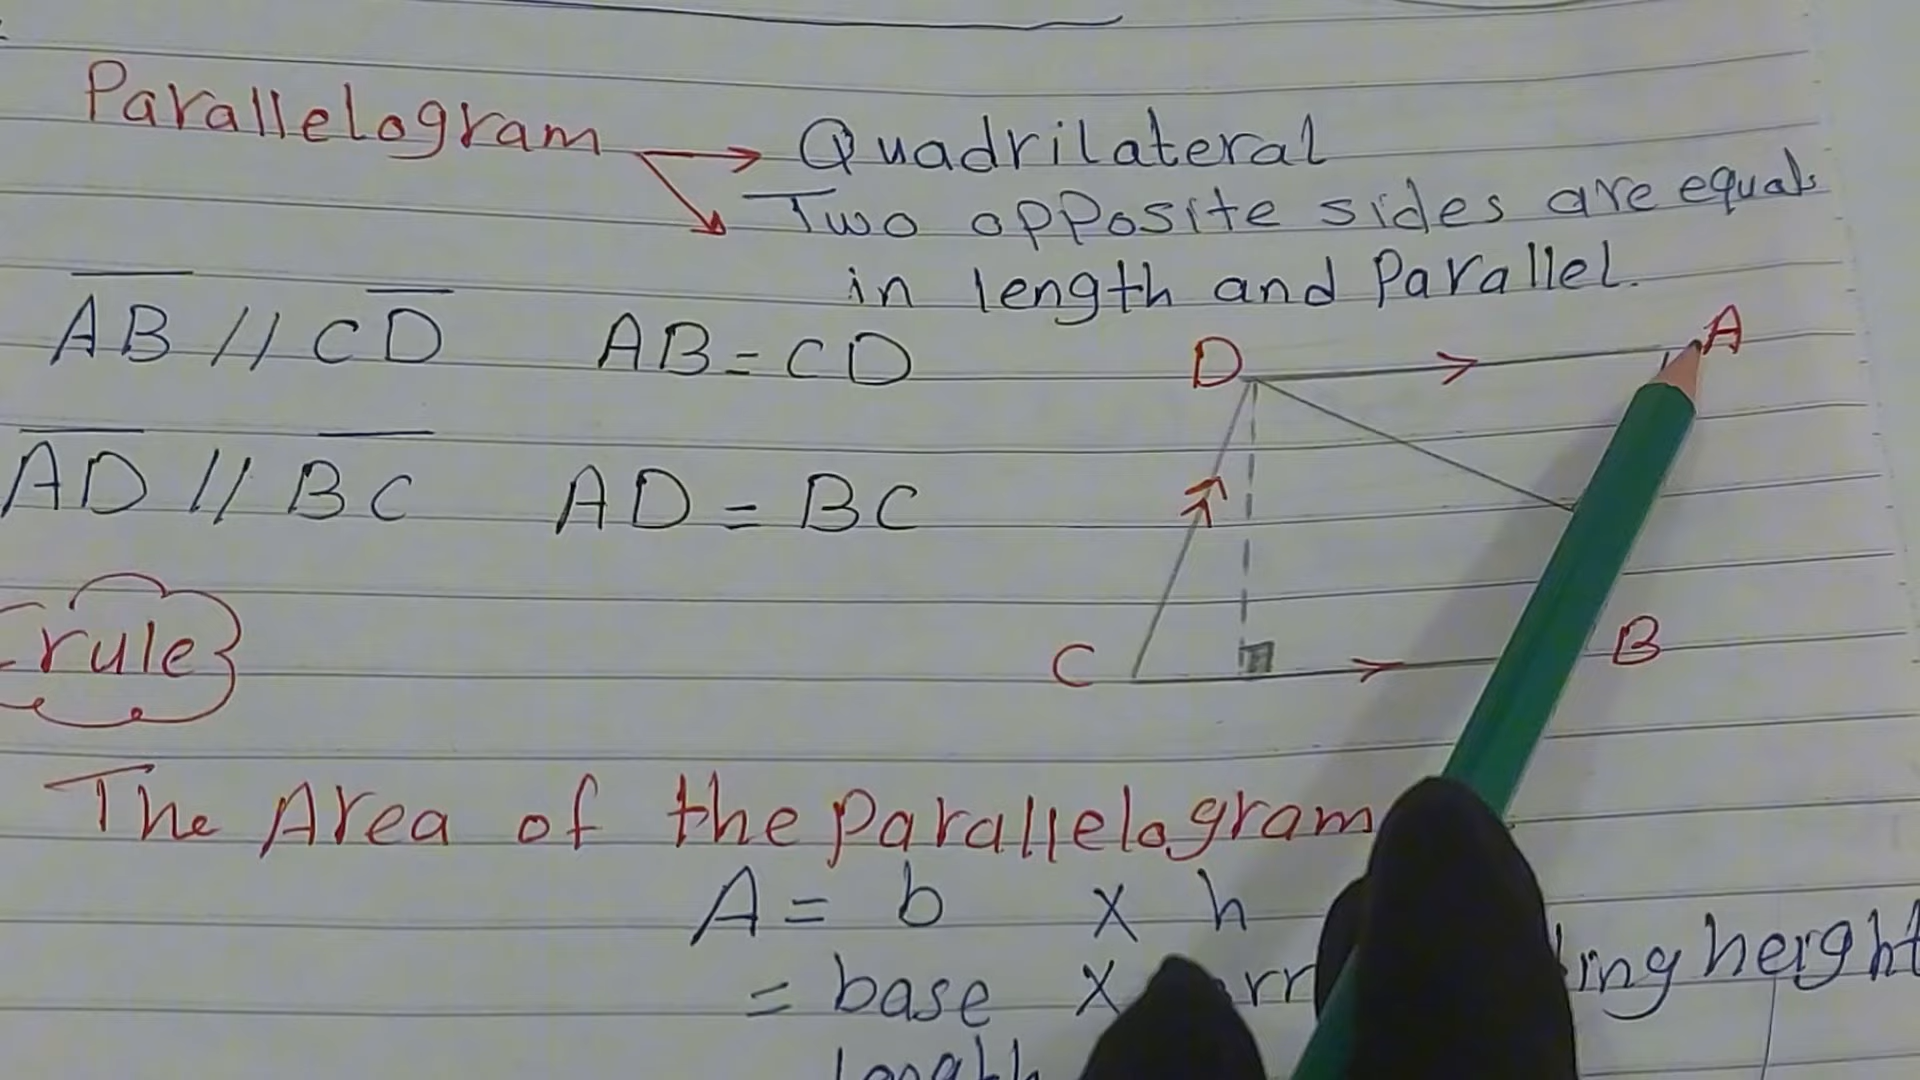 Parallelogram → Quadrilateral
Two opposite sides are equals
in length and Parallel.
AB // CD AB = CD
AD // BC AD = BC
D A
C B
rule
The Area of the Parallelogram
A = b x h
= base x height
length